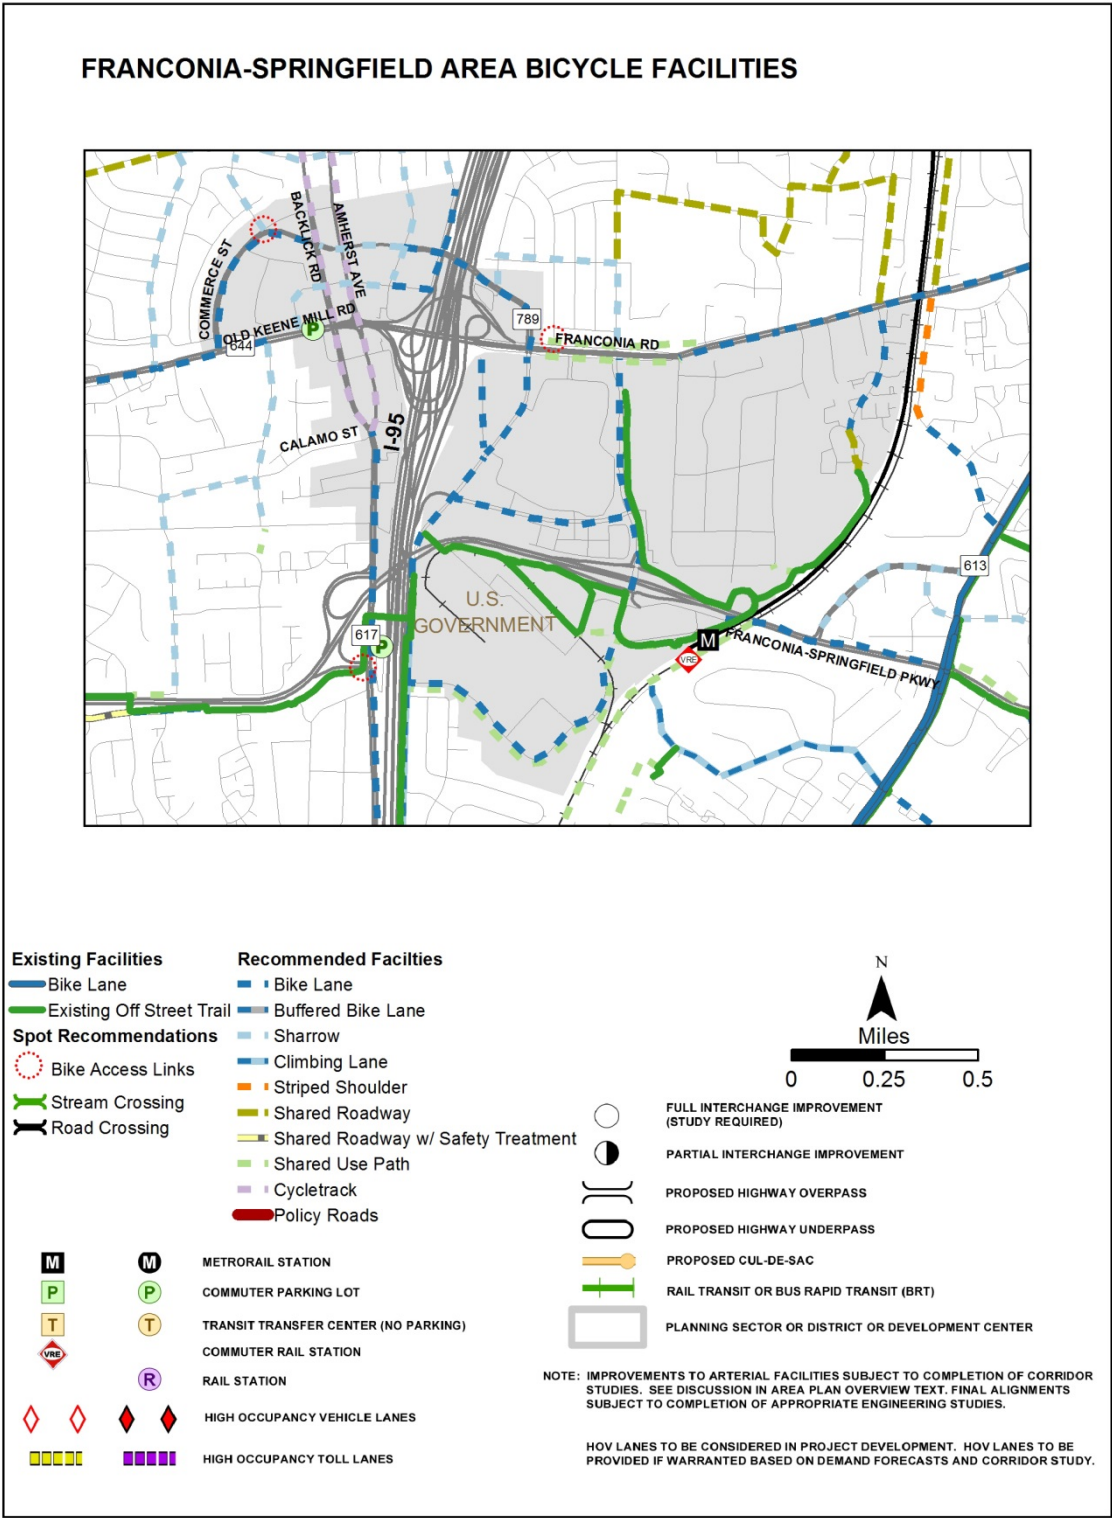 FRANCONIA-SPRINGFIELD AREA BICYCLE FACILITIES
COMMERCE ST
BACKLICK RD
AMHERST AVE
OLD KEENE MILL RD
P
644
789
FRANCONIA RD
CALAMO ST
I-95
613
U.S.
GOVERNMENT
617
P
M
VRE
FRANCONIA-SPRINGFIELD PKWY
Existing Facilities
Bike Lane
Existing Off Street Trail
Spot Recommendations
Bike Access Links
Stream Crossing
Road Crossing
Recommended Facilties
Bike Lane
Buffered Bike Lane
Sharrow
Climbing Lane
Striped Shoulder
Shared Roadway
Shared Roadway w/ Safety Treatment
Shared Use Path
Cycletrack
Policy Roads
N
Miles
0 0.25 0.5
FULL INTERCHANGE IMPROVEMENT
(STUDY REQUIRED)
PARTIAL INTERCHANGE IMPROVEMENT
PROPOSED HIGHWAY OVERPASS
PROPOSED HIGHWAY UNDERPASS
PROPOSED CUL-DE-SAC
RAIL TRANSIT OR BUS RAPID TRANSIT (BRT)
PLANNING SECTOR OR DISTRICT OR DEVELOPMENT CENTER
M M METRORAIL STATION
P P COMMUTER PARKING LOT
T T TRANSIT TRANSFER CENTER (NO PARKING)
VRE COMMUTER RAIL STATION
R RAIL STATION
HIGH OCCUPANCY VEHICLE LANES
HIGH OCCUPANCY TOLL LANES
NOTE: IMPROVEMENTS TO ARTERIAL FACILITIES SUBJECT TO COMPLETION OF CORRIDOR
STUDIES. SEE DISCUSSION IN AREA PLAN OVERVIEW TEXT. FINAL ALIGNMENTS
SUBJECT TO COMPLETION OF APPROPRIATE ENGINEERING STUDIES.
HOV LANES TO BE CONSIDERED IN PROJECT DEVELOPMENT. HOV LANES TO BE
PROVIDED IF WARRANTED BASED ON DEMAND FORECASTS AND CORRIDOR STUDY.